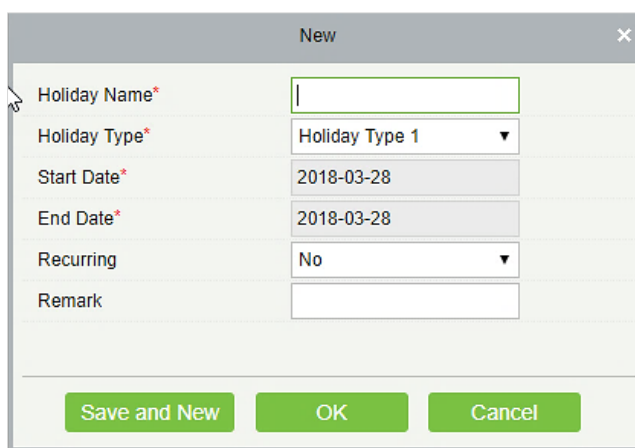 New
Holiday Name*
Holiday Type* Holiday Type 1
Start Date* 2018-03-28
End Date* 2018-03-28
Recurring No
Remark
Save and New OK Cancel